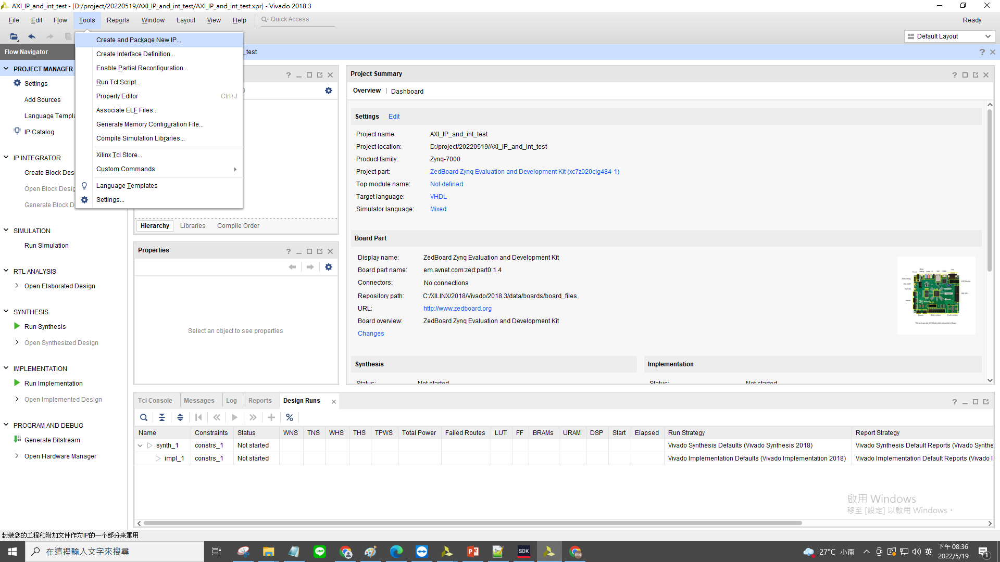 AXI_IP_and_int_test - [D:/project/20220519/AXI_IP_and_int_test/AXI_IP_and_int_test.xpr] - Vivado 2018.3
File Edit Flow Tools Reports Window Layout View Help Quick Access Ready
Default Layout
Flow Navigator
_test
PROJECT MANAGER
Settings
Add Sources
Language Templa
IP Catalog
IP INTEGRATOR
Create Block Des
Open Block Desig
Generate Block D
SIMULATION
Run Simulation
RTL ANALYSIS
Open Elaborated Design
SYNTHESIS
Run Synthesis
Open Synthesized Design
IMPLEMENTATION
Run Implementation
Open Implemented Design
PROGRAM AND DEBUG
Generate Bitstream
Open Hardware Manager
Create and Package New IP...
Create Interface Definition...
Enable Partial Reconfiguration...
Run Tcl Script...
Property Editor Ctrl+J
Associate ELF Files...
Generate Memory Configuration File...
Compile Simulation Libraries...
Xilinx Tcl Store...
Custom Commands
Language Templates
Settings...
Hierarchy Libraries Compile Order
Properties
Select an object to see properties
Project Summary
Overview | Dashboard
Settings Edit
Project name: AXI_IP_and_int_test
Project location: D:/project/20220519/AXI_IP_and_int_test
Product family: Zynq-7000
Project part: ZedBoard Zynq Evaluation and Development Kit (xc7z020clg484-1)
Top module name: Not defined
Target language: VHDL
Simulator language: Mixed
Board Part
Display name: ZedBoard Zynq Evaluation and Development Kit
Board part name: em.avnet.com:zed:part0:1.4
Connectors: No connections
Repository path: C:/XILINX/2018/Vivado/2018.3/data/boards/board_files
URL: http://www.zedboard.org
Board overview: ZedBoard Zynq Evaluation and Development Kit
Changes
Synthesis Implementation
Status: Not started Status: Not started
Tcl Console Messages Log Reports Design Runs
Name Constraints Status WNS TNS WHS THS TPWS Total Power Failed Routes LUT FF BRAMs URAM DSP Start Elapsed Run Strategy Report Strategy
synth_1 constrs_1 Not started Vivado Synthesis Defaults (Vivado Synthesis 2018) Vivado Synthesis Default Reports (Vivado Synthe
impl_1 constrs_1 Not started Vivado Implementation Defaults (Vivado Implementation 2018) Vivado Implementation Default Reports (Vivado I
啟用 Windows
移至 [設定] 以啟用 Windows。
封装您的工程和附加文件作为IP的一个部分来重用
在這裡輸入文字來搜尋
SDK
27°C 小雨
英
下午 08:36
2022/5/19
1